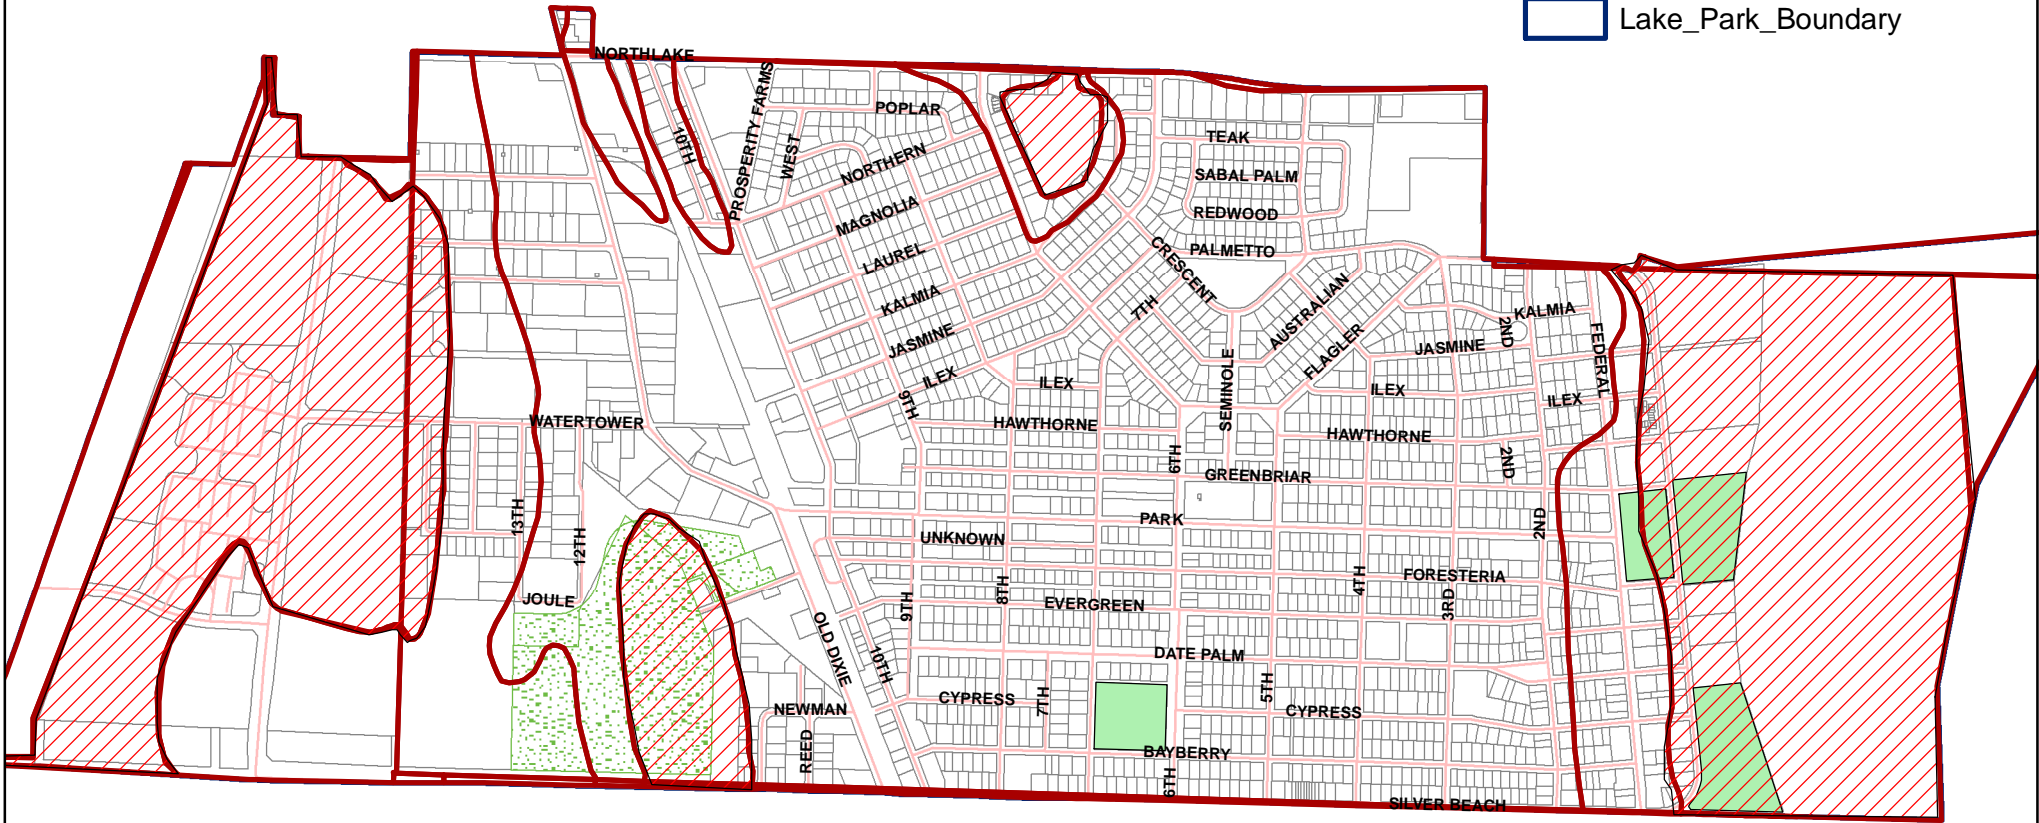 Lake_Park_Boundary
NORTHLAKE
PROSPERITY FARMS
10TH
WEST
POPLAR
NORTHERN
MAGNOLIA
LAUREL
KALMIA
JASMINE
ILEX
9TH
TEAK
SABAL PALM
REDWOOD
PALMETTO
CRESCENT
7TH
AUSTRALIAN
FLAGLER
SEMINOLE
KALMIA
2ND
FEDERAL
JASMINE
ILEX
ILEX
ILEX
WATERTOWER
HAWTHORNE
HAWTHORNE
6TH
GREENBRIAR
2ND
13TH
12TH
PARK
2ND
UNKNOWN
JOULE
9TH
8TH
EVERGREEN
4TH
FORESTERIA
3RD
OLD DIXIE
10TH
DATE PALM
NEWMAN
REED
CYPRESS
7TH
5TH
CYPRESS
BAYBERRY
6TH
SILVER BEACH